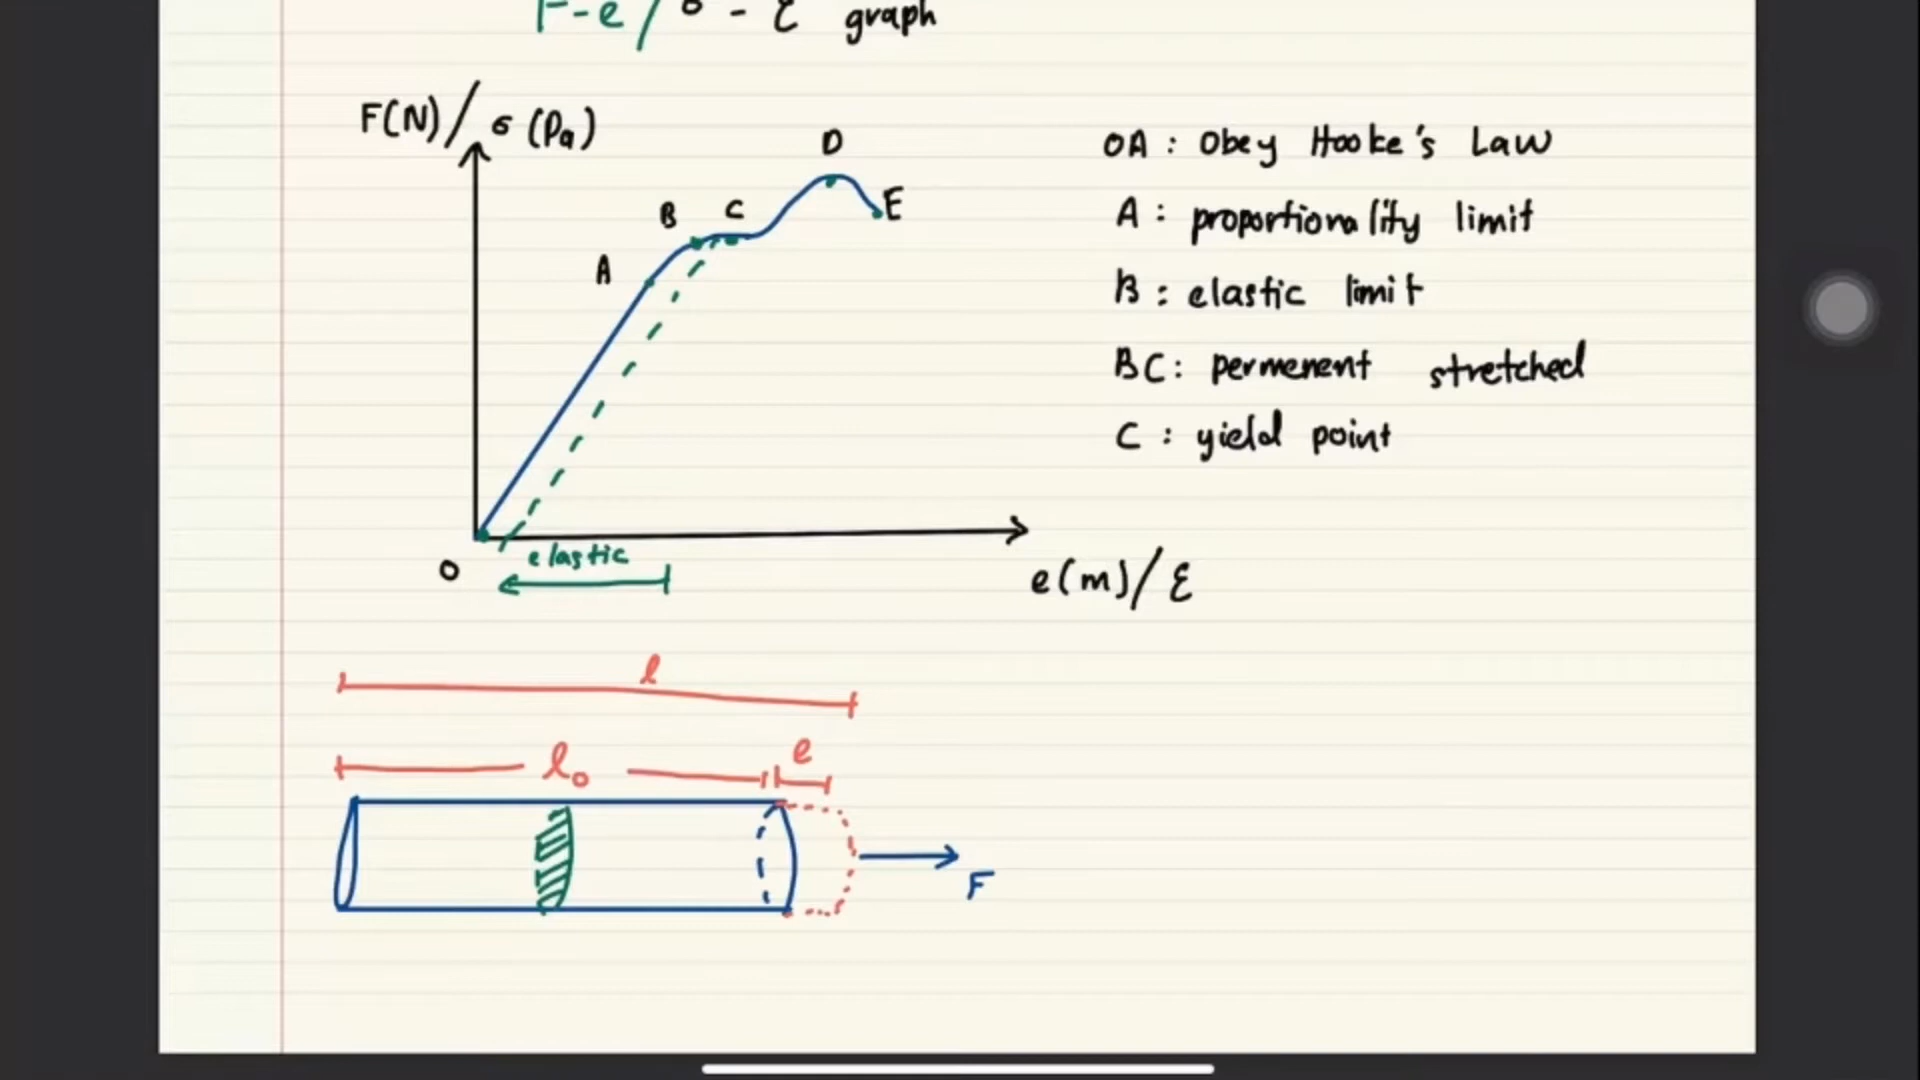 F-e / σ - ε graph
F(N) / σ (Pa)
D
B
C
E
A
O
elastic
e(m) / ε
OA : Obey Hooke's Law
A : proportionality limit
B : elastic limit
BC : permenent stretched
C : yield point
l
l₀
e
F